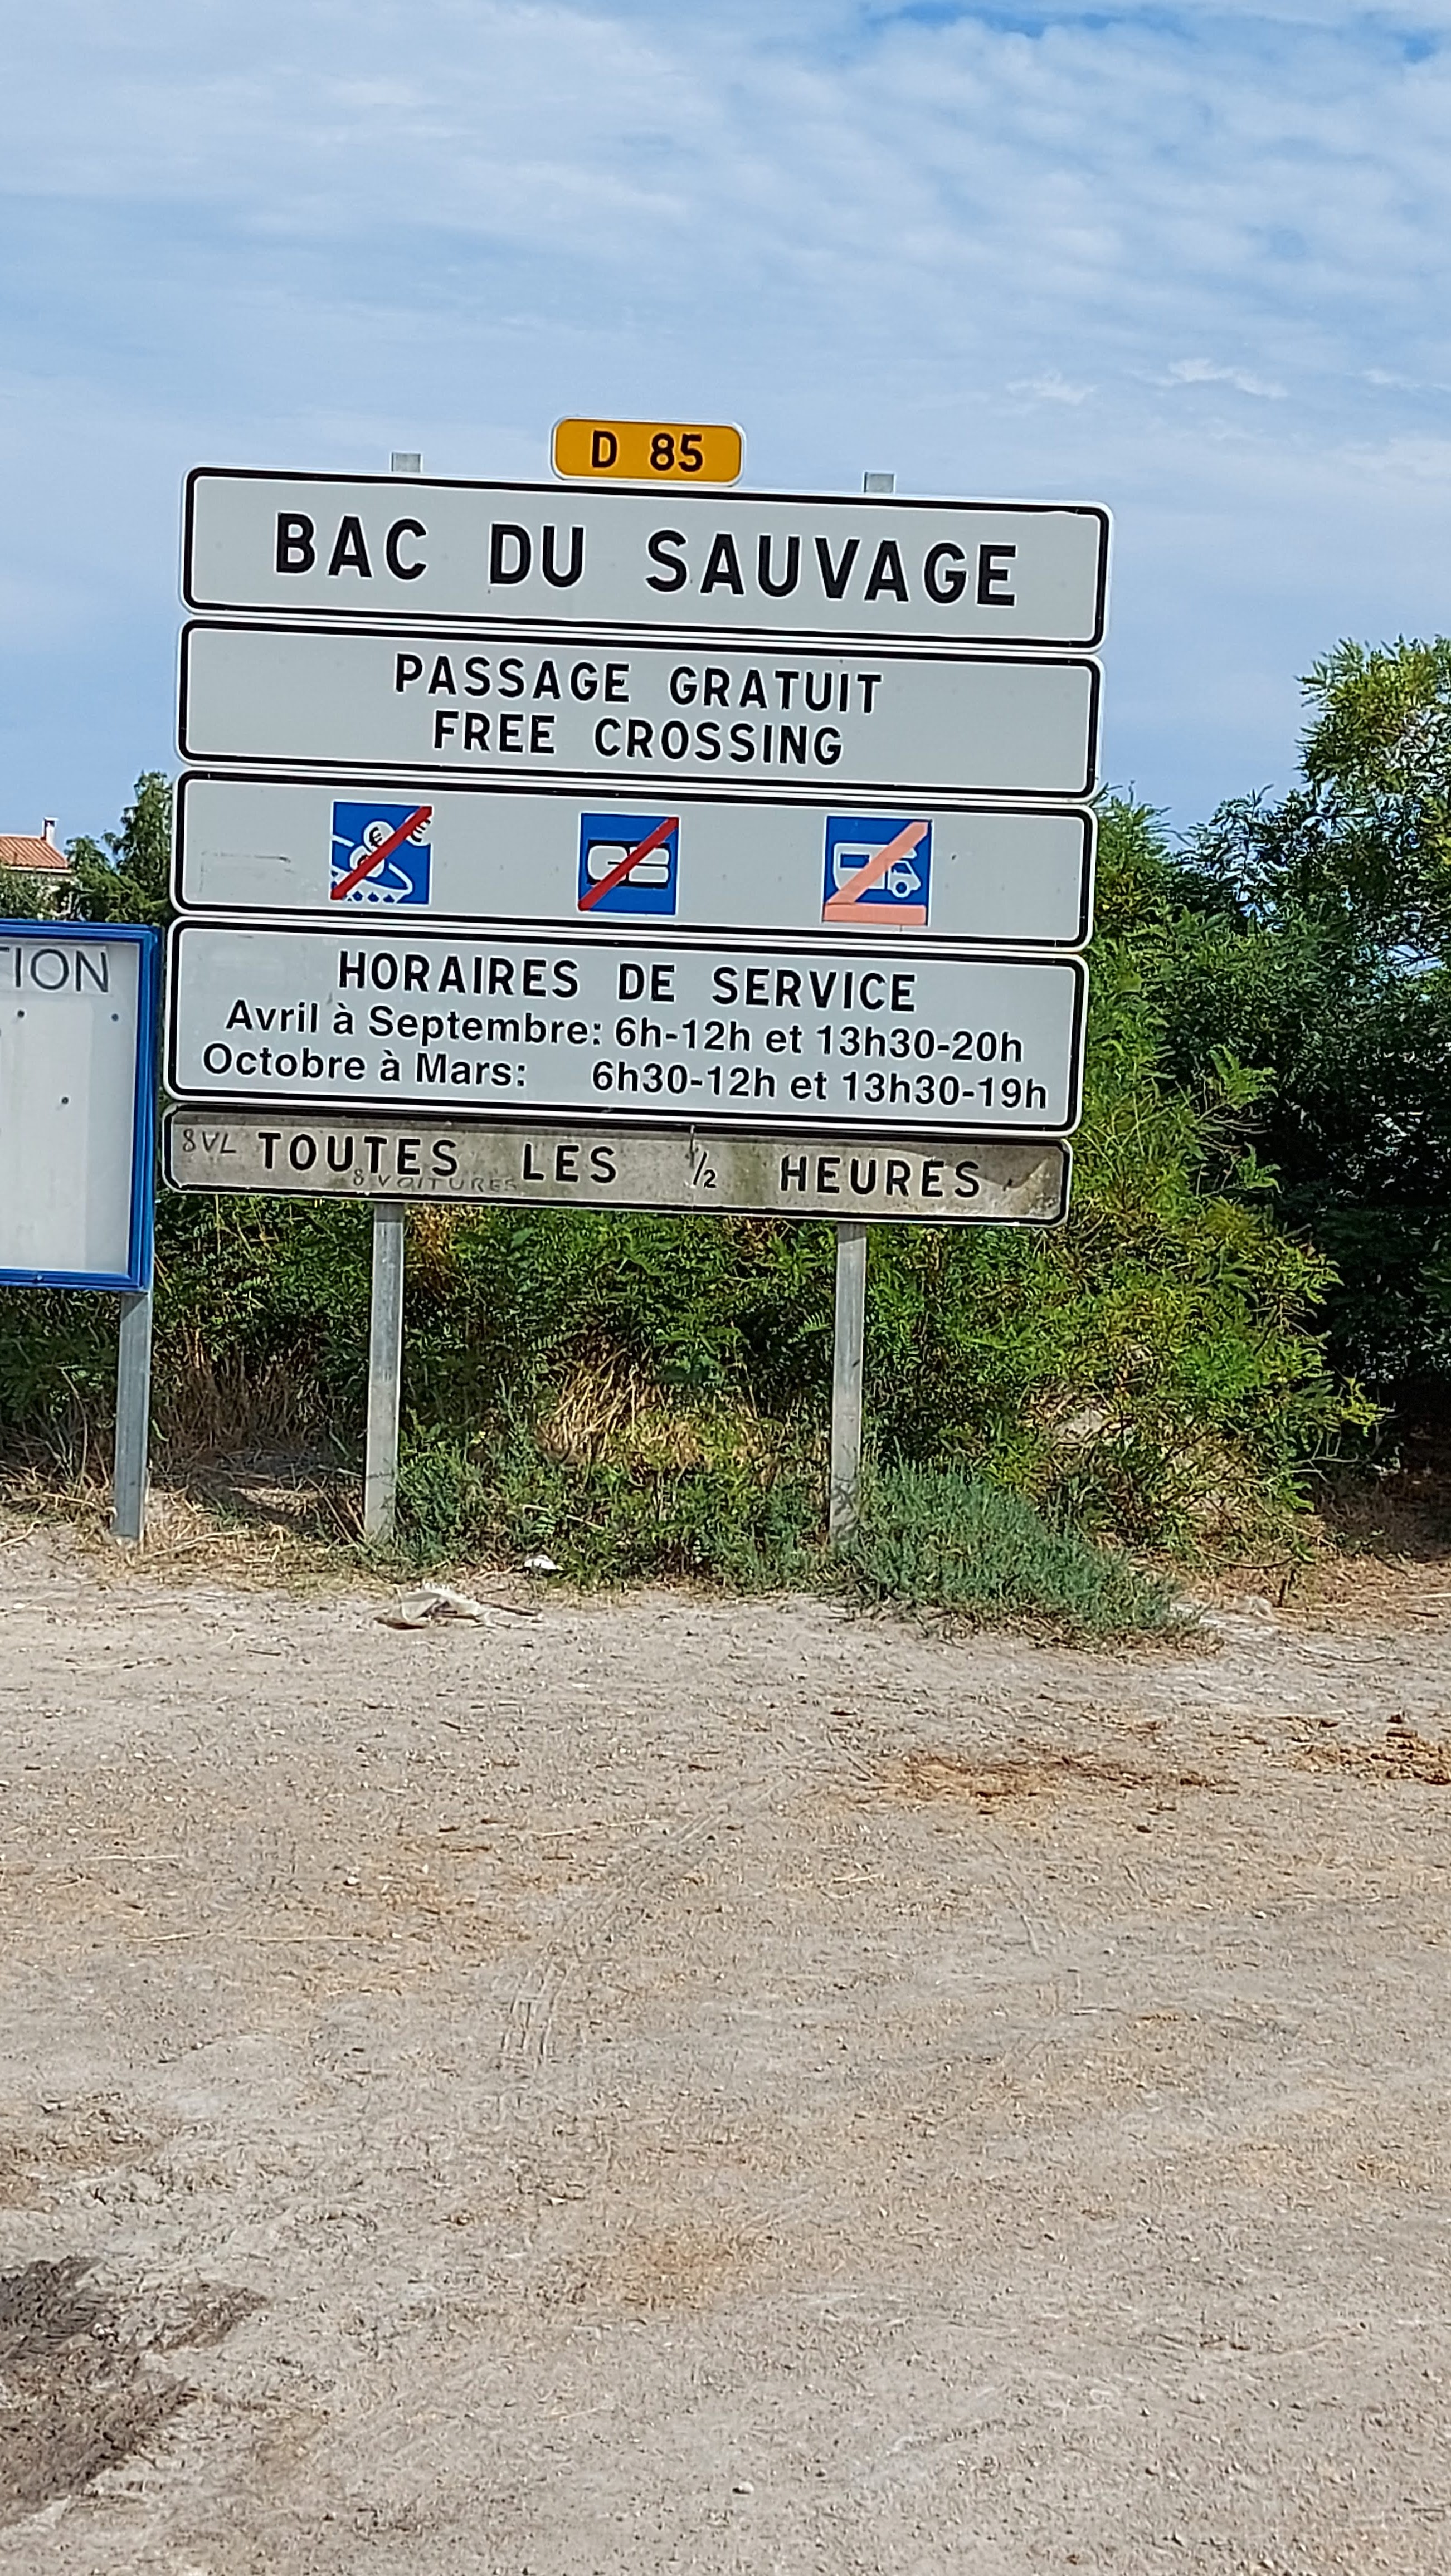 D 85
BAC DU SAUVAGE
PASSAGE GRATUIT
FREE CROSSING
TION
HORAIRES DE SERVICE
Avril à Septembre: 6h-12h et 13h30-20h
Octobre à Mars: 6h30-12h et 13h30-19h
8VL TOUTES LES 1/2 HEURES
8 VOITURES